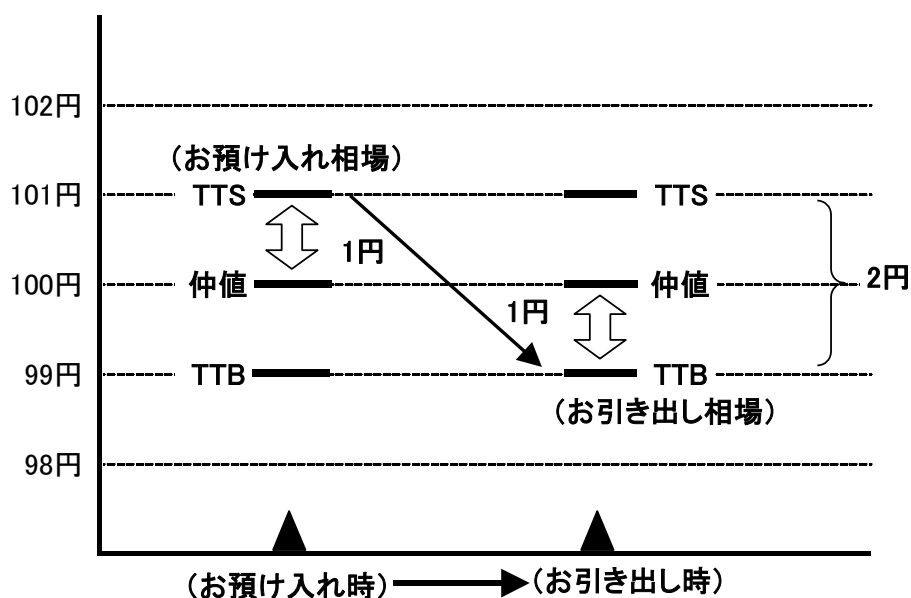 102円
（お預け入れ相場）
101円 TTS TTS
1円
100円 仲値 仲値 2円
1円
99円 TTB TTB
（お引き出し相場）
98円
（お預け入れ時） （お引き出し時）